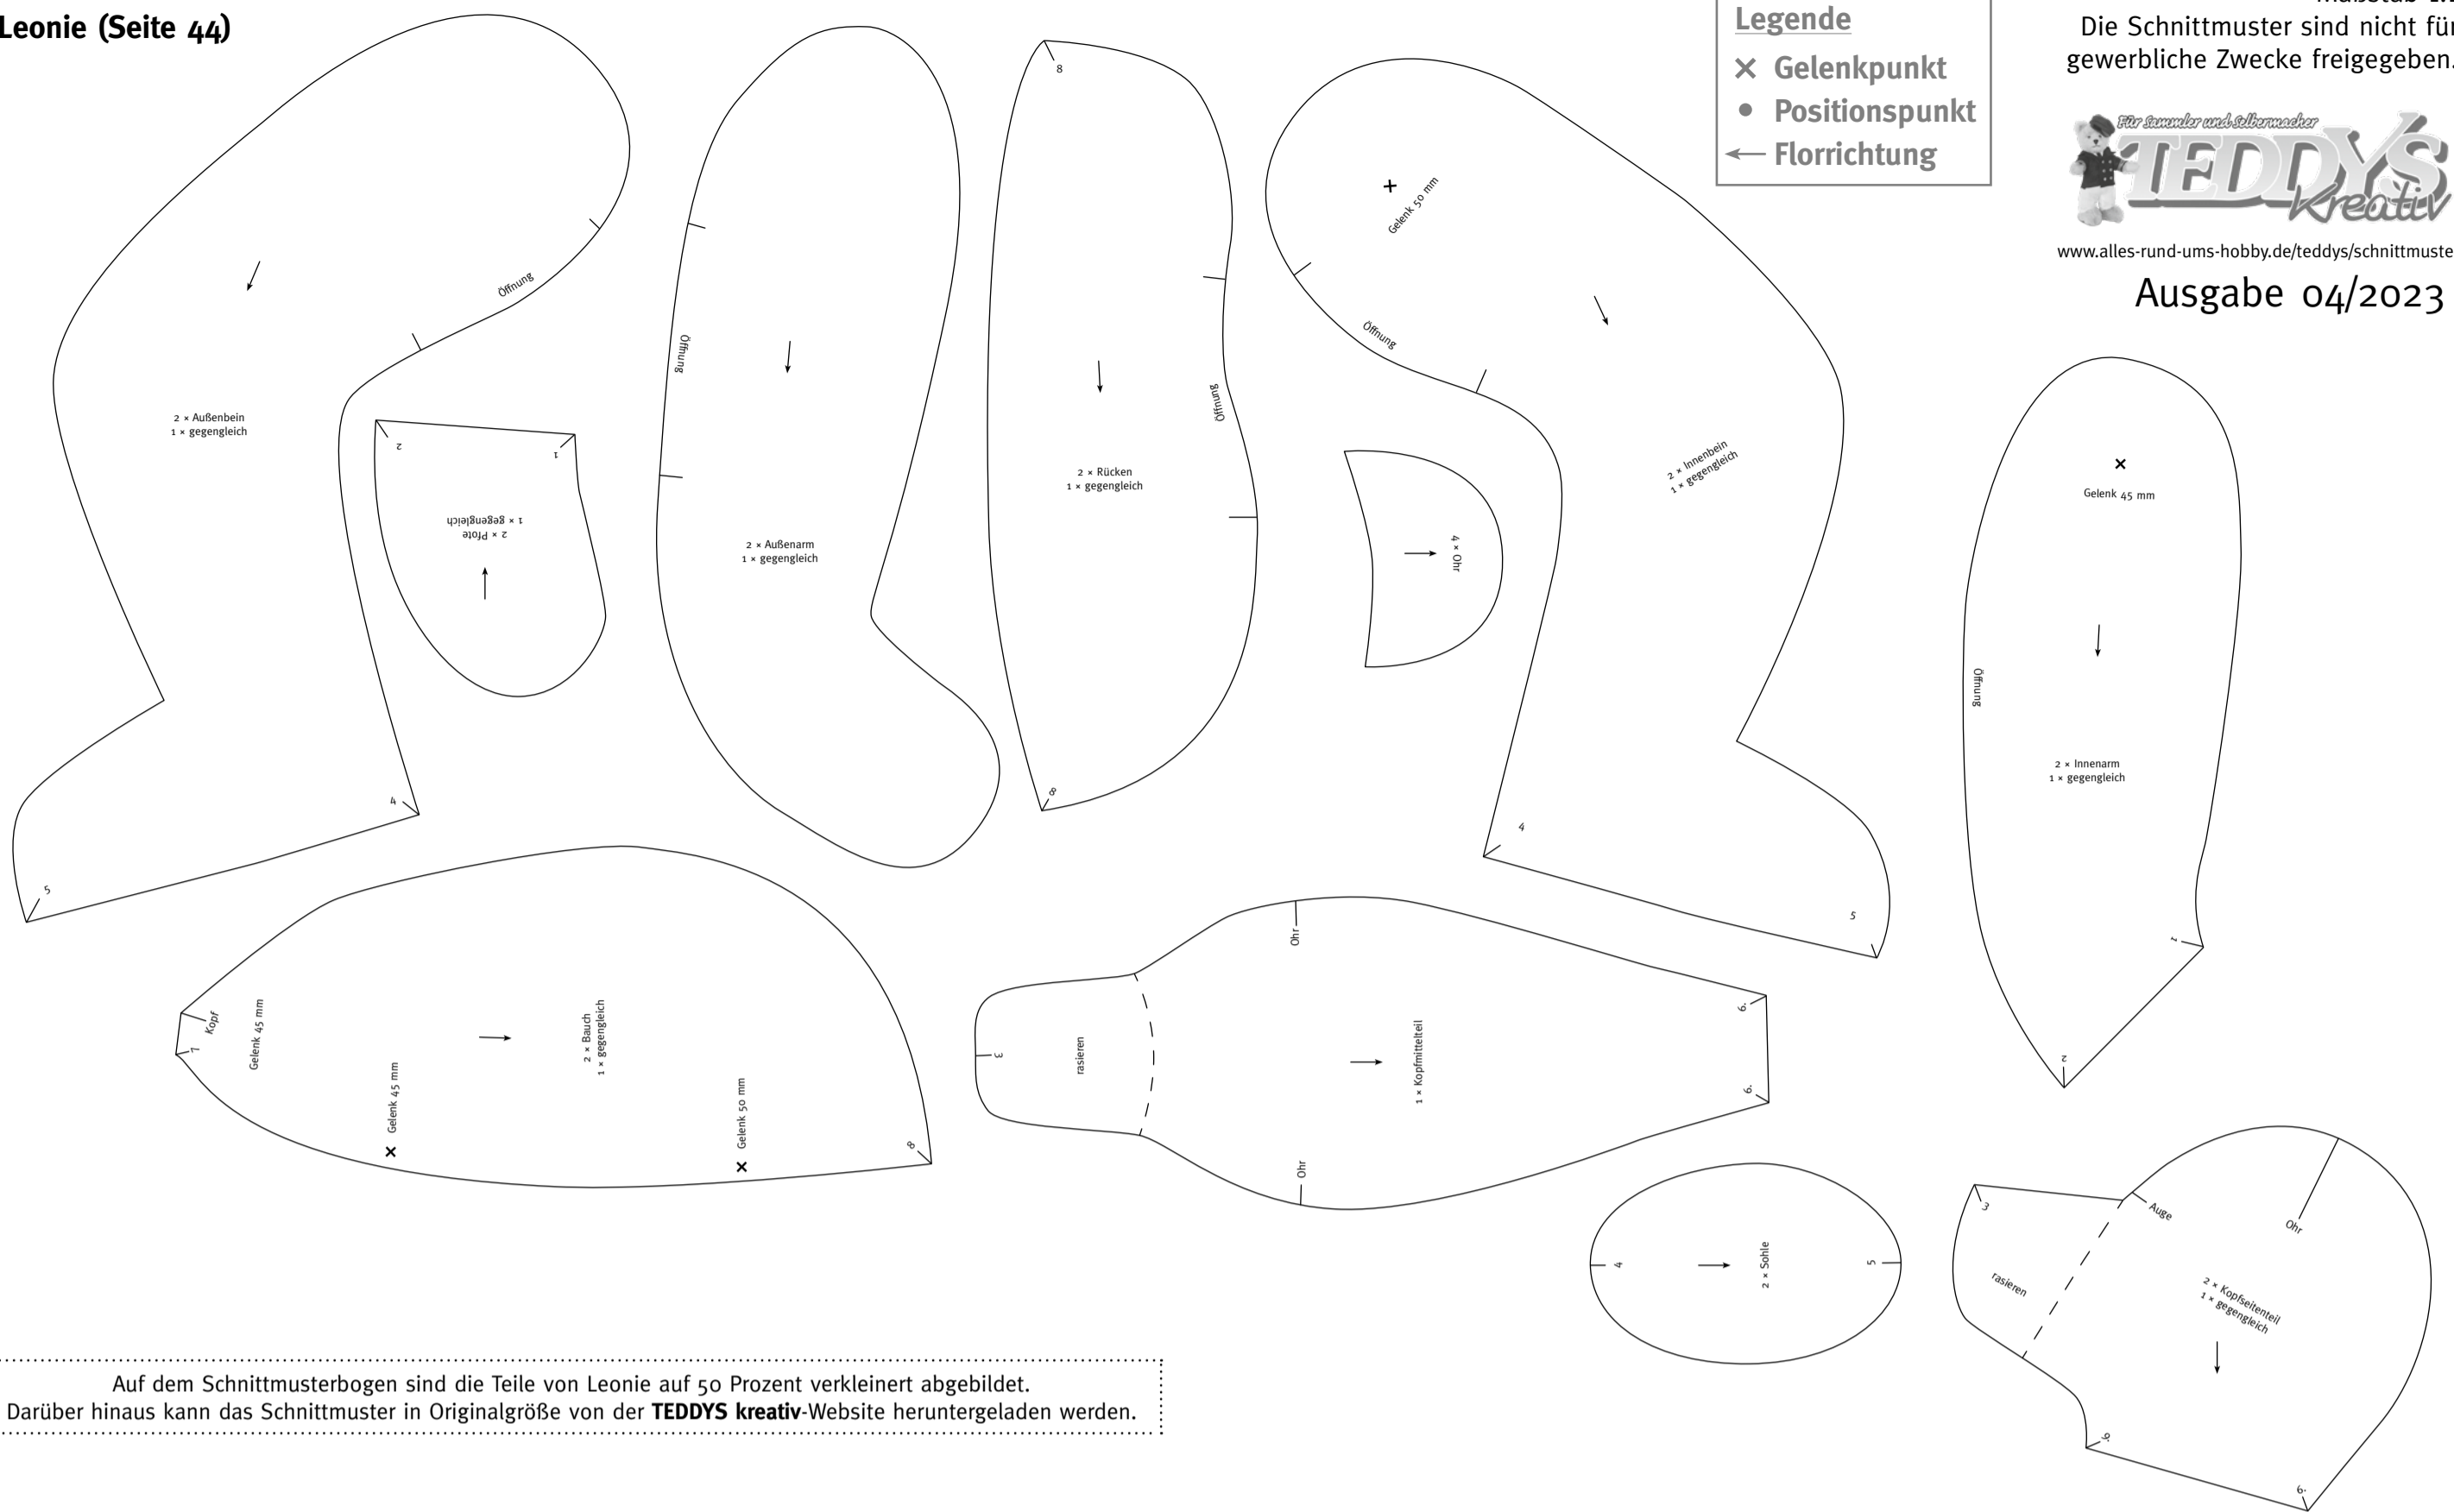 Leonie (Seite 44)
Legende
× Gelenkpunkt
• Positionspunkt
← Florrichtung
Die Schnittmuster sind nicht für
gewerbliche Zwecke freigegeben.
Für Sammler und Selbermacher
TEDDYS
kreativ
www.alles-rund-ums-hobby.de/teddys/schnittmuste
Ausgabe 04/2023
Öffnung
2 × Außenbein
1 × gegengleich
4
5
2
1
2 × Pfote
1 × gegengleich
Öffnung
2 × Außenarm
1 × gegengleich
8
Öffnung
2 × Rücken
1 × gegengleich
8
Gelenk 50 mm
Öffnung
2 × Innenbein
1 × gegengleich
4
5
4 × Ohr
Gelenk 45 mm
Öffnung
2 × Innenarm
1 × gegengleich
1
2
Kopf
7
Gelenk 45 mm
Gelenk 45 mm
2 × Bauch
1 × gegengleich
Gelenk 50 mm
8
Ohr
3
rasieren
1 × Kopfmittelteil
6.
6.
Ohr
4
2 × Sohle
5
3
Auge
Ohr
rasieren
2 × Kopfseitenteil
1 × gegengleich
9.
6.
Auf dem Schnittmusterbogen sind die Teile von Leonie auf 50 Prozent verkleinert abgebildet.
Darüber hinaus kann das Schnittmuster in Originalgröße von der TEDDYS kreativ-Website heruntergeladen werden.